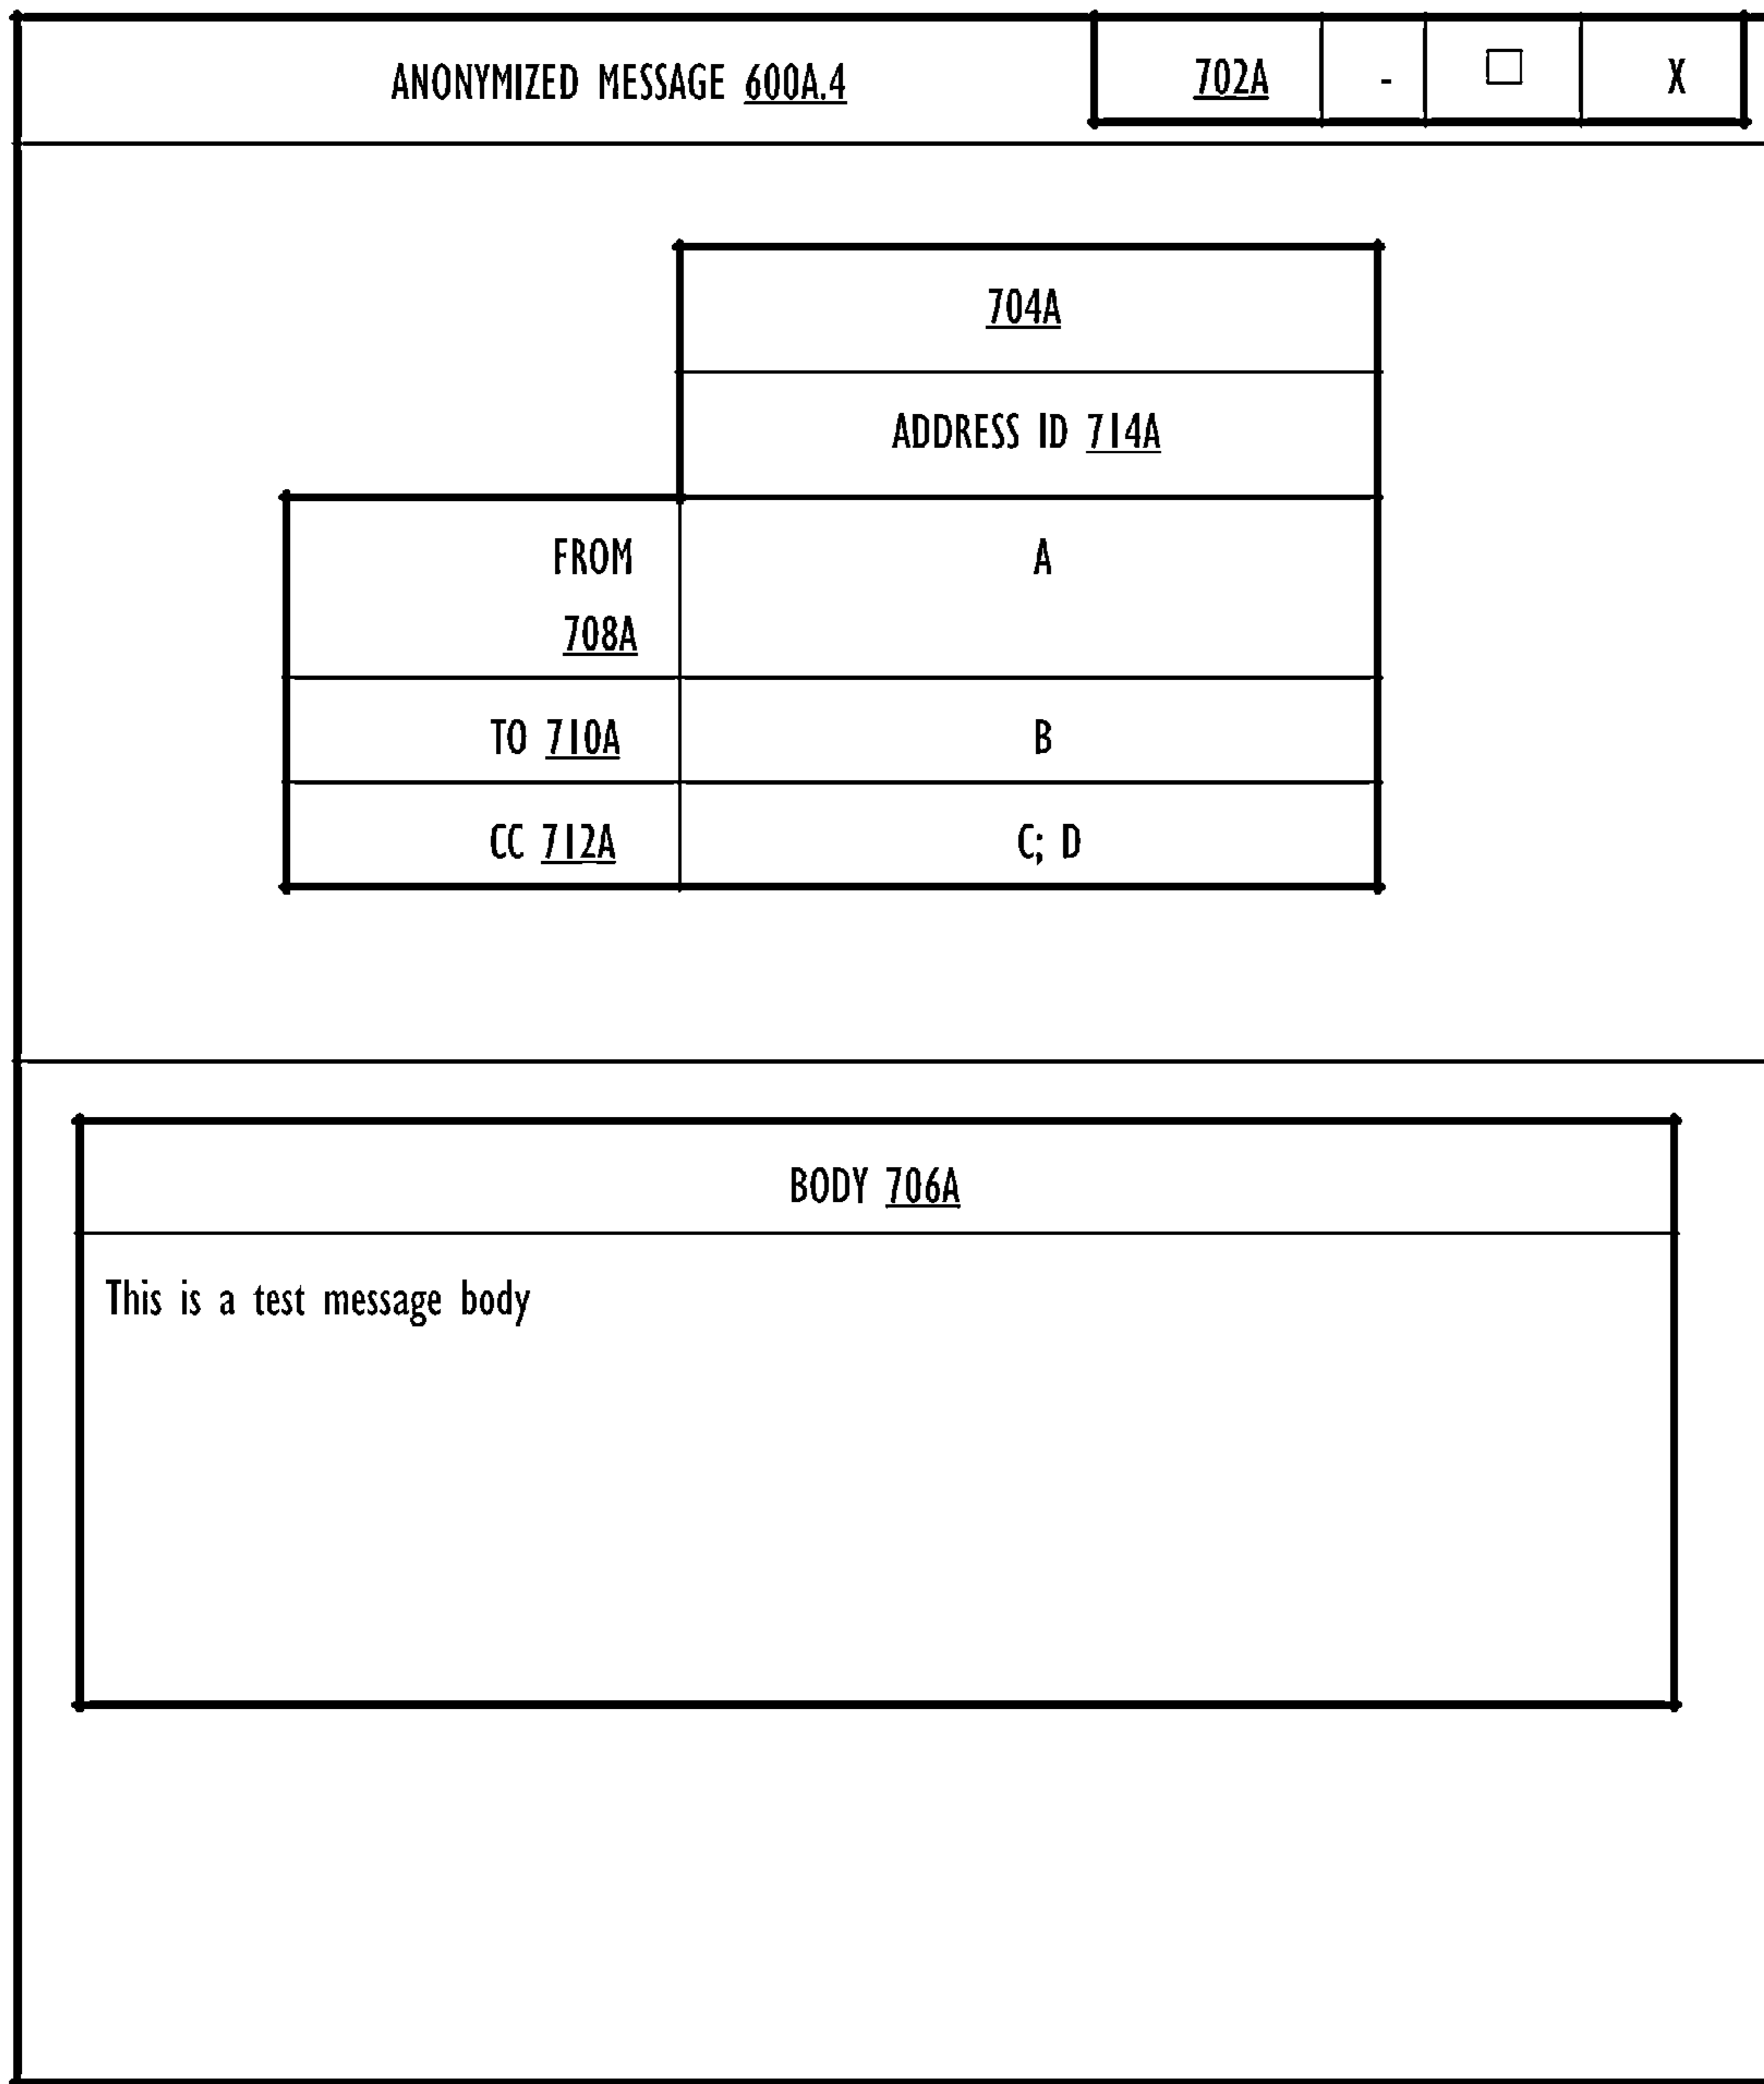 ANONYMIZED MESSAGE 600A.4 702A - □ X
704A
ADDRESS ID 714A
FROM A
708A
TO 710A B
CC 712A C; D
BODY 706A
This is a test message body